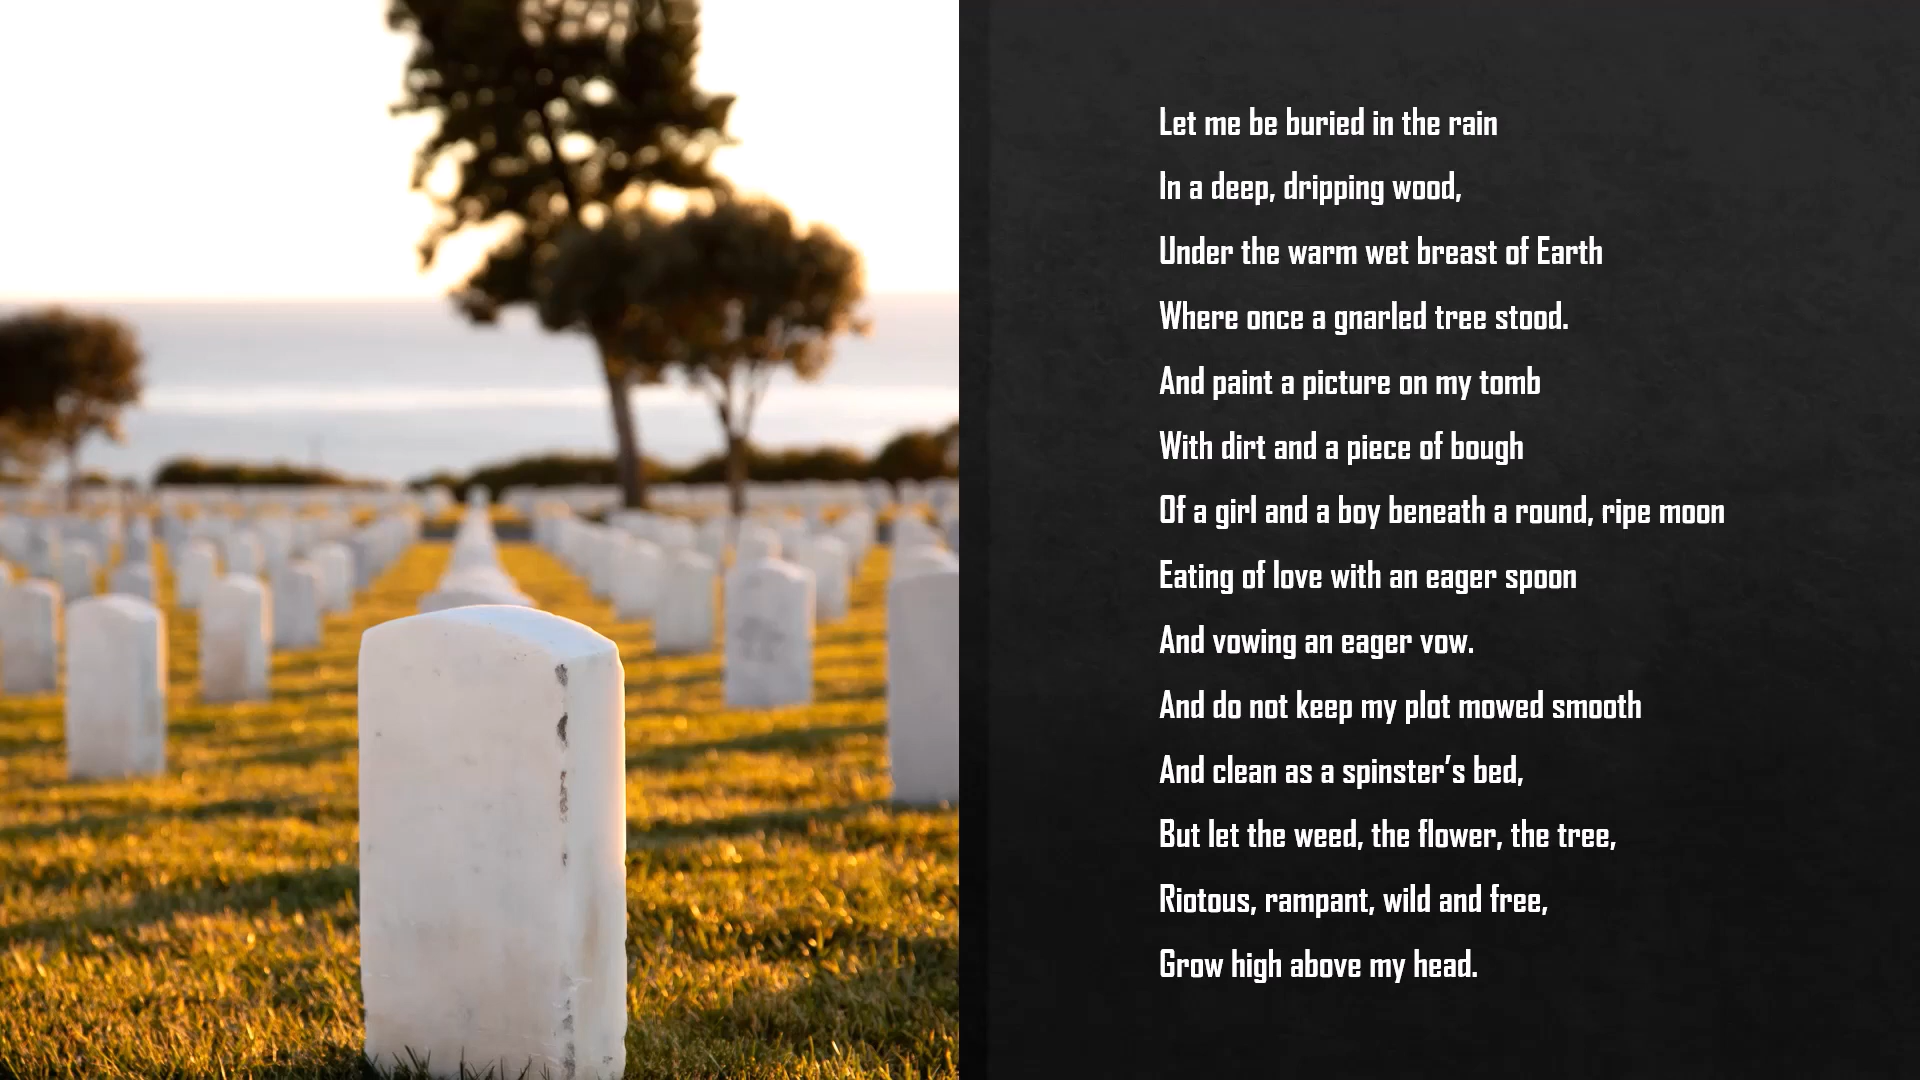 Let me be buried in the rain
In a deep, dripping wood,
Under the warm wet breast of Earth
Where once a gnarled tree stood.
And paint a picture on my tomb
With dirt and a piece of bough
Of a girl and a boy beneath a round, ripe moon
Eating of love with an eager spoon
And vowing an eager vow.
And do not keep my plot mowed smooth
And clean as a spinster’s bed,
But let the weed, the flower, the tree,
Riotous, rampant, wild and free,
Grow high above my head.